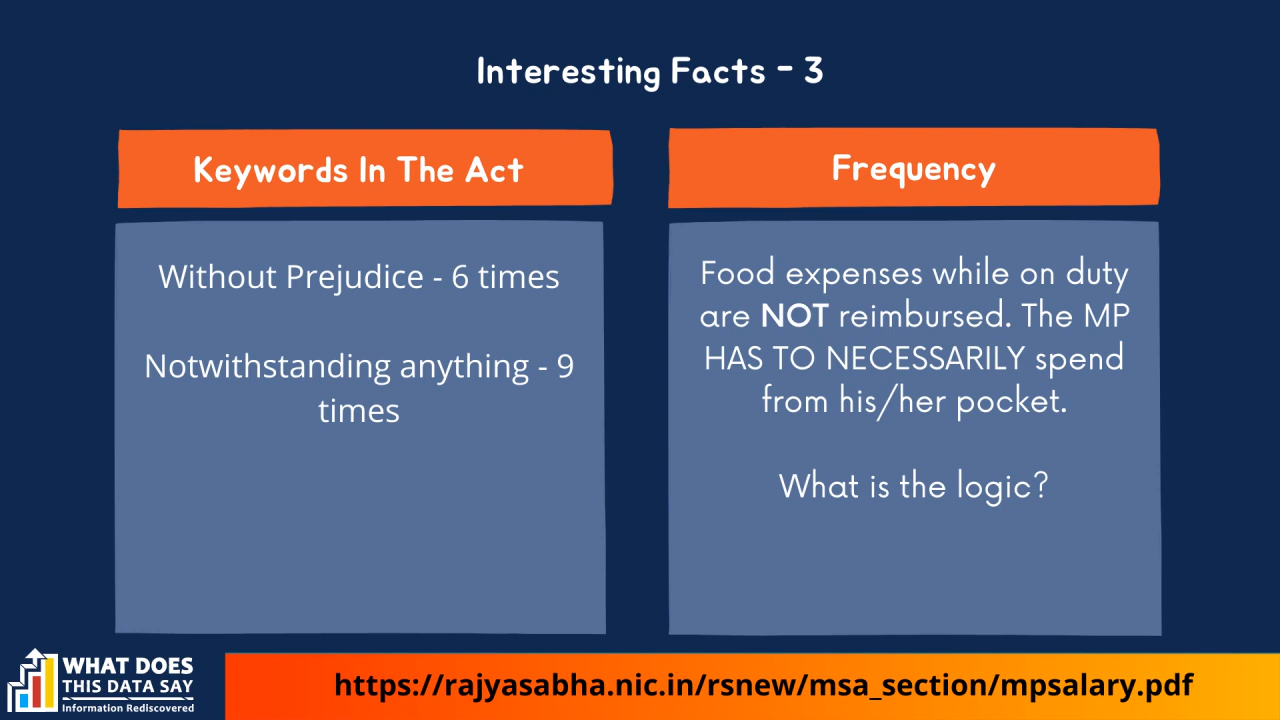 Interesting Facts - 3
Keywords In The Act
Without Prejudice - 6 times
Notwithstanding anything - 9
times
Frequency
Food expenses while on duty
are NOT reimbursed. The MP
HAS TO NECESSARILY spend
from his/her pocket.
What is the logic?
WHAT DOES
THIS DATA SAY
Information Rediscovered
https://rajyasabha.nic.in/rsnew/msa_section/mpsalary.pdf